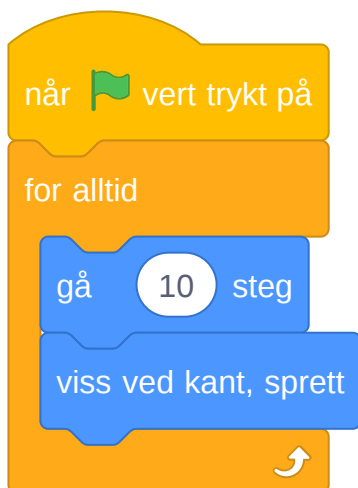 når vert trykt på
for alltid
gå 10 steg
viss ved kant, sprett